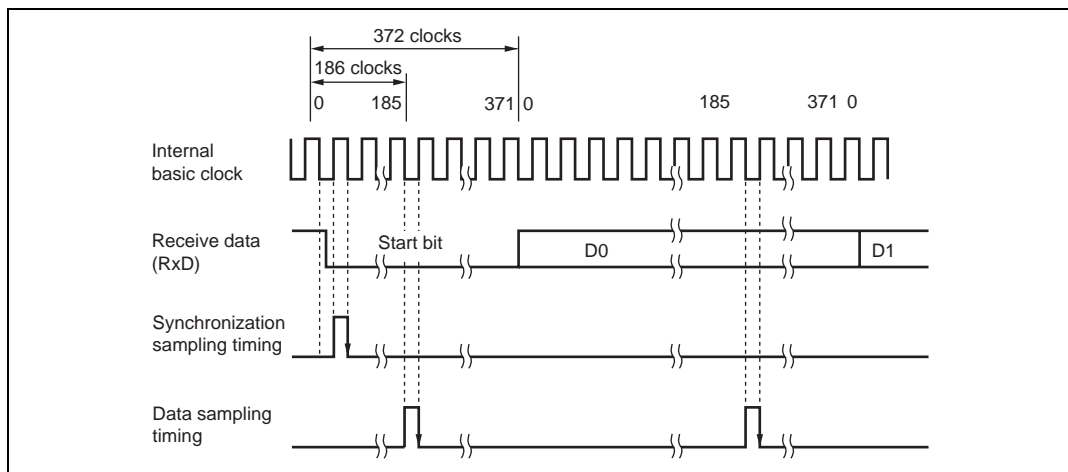 372 clocks
186 clocks
0 185 371 0 185 371 0
Internal
basic clock
Receive data
(RxD)
Start bit
D0
D1
Synchronization
sampling timing
Data sampling
timing